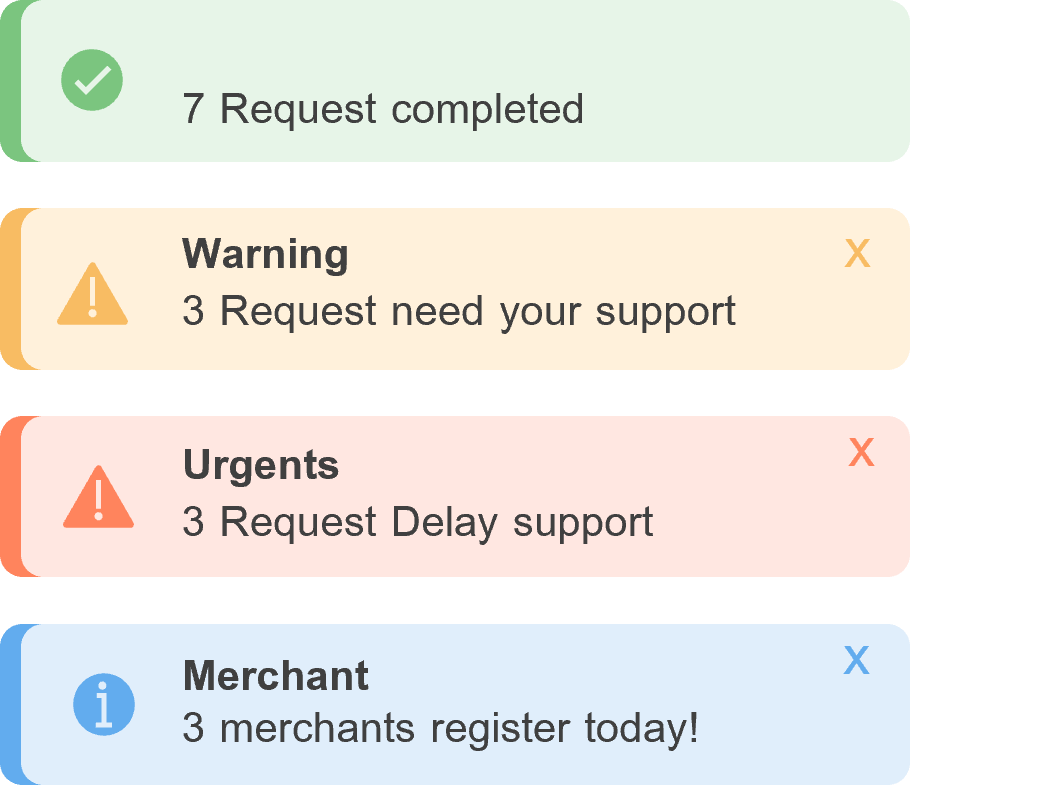 7 Request completed
Warning
X
3 Request need your support
Urgents
X
3 Request Delay support
Merchant
X
3 merchants register today!